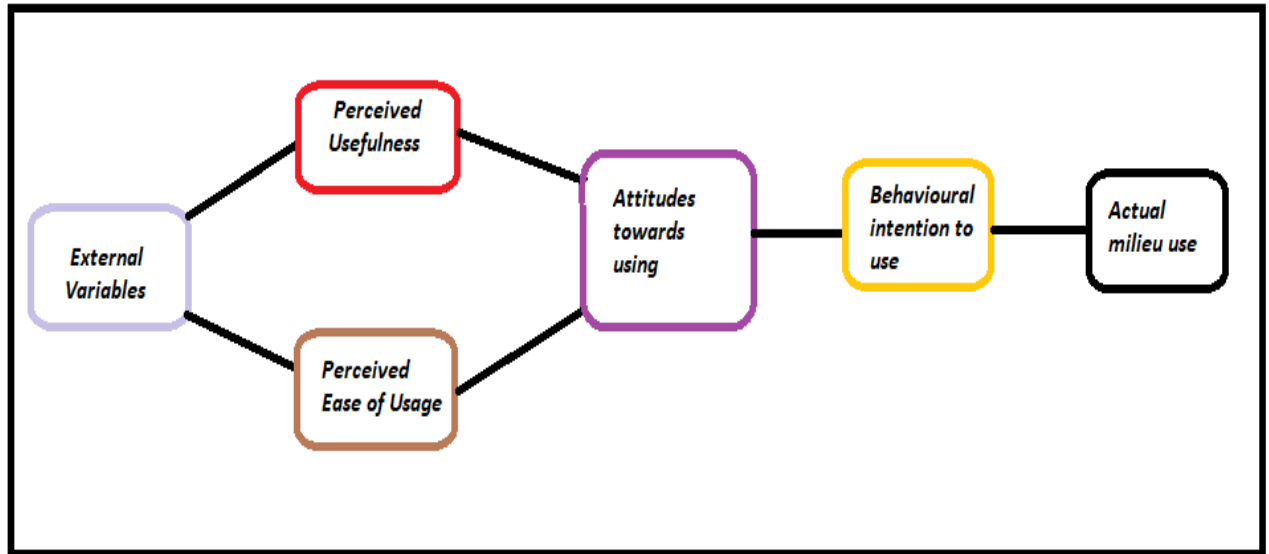 Perceived
Usefulness
External
Variables
Perceived
Ease of Usage
Attitudes
towards
using
Behavioural
intention to
use
Actual
milieu use